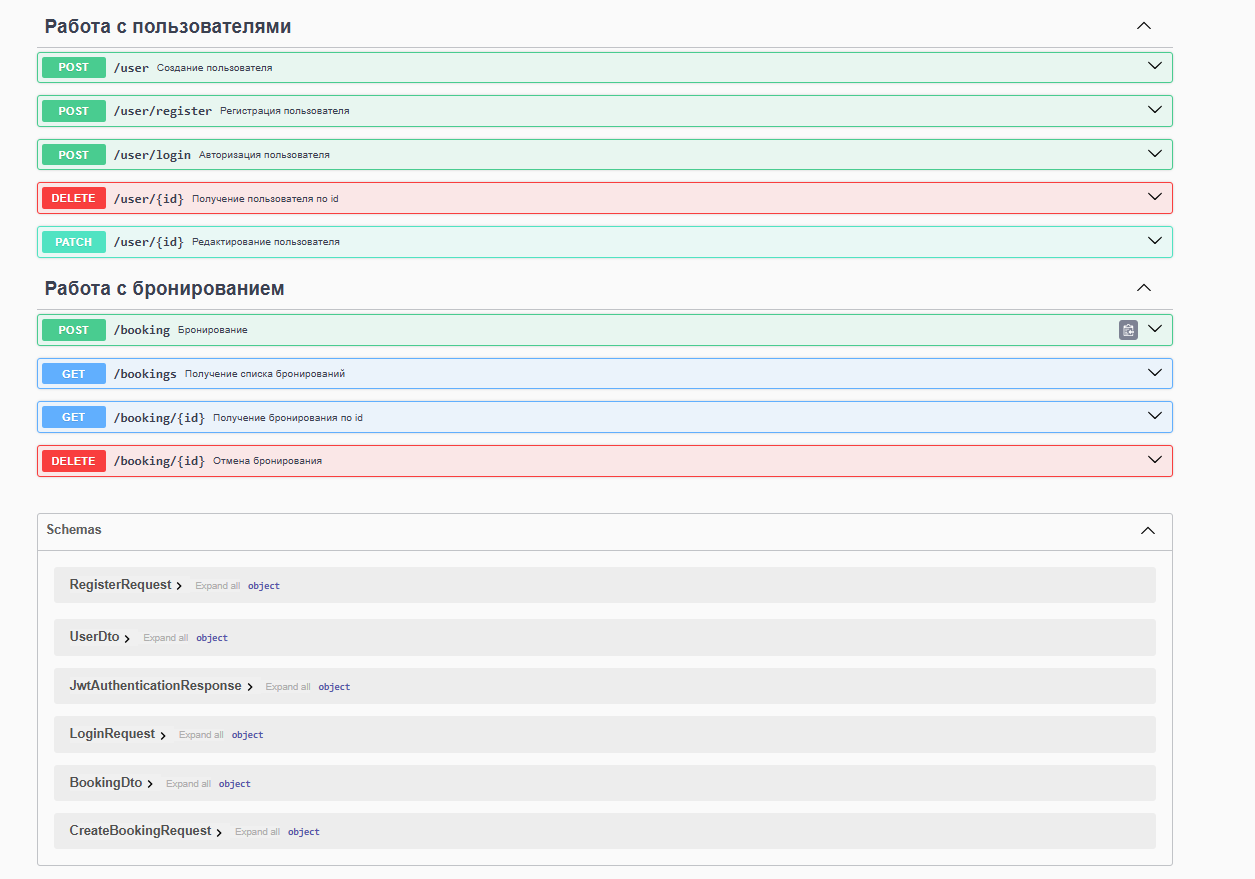 Работа с пользователями
POST /user Создание пользователя
POST /user/register Регистрация пользователя
POST /user/login Авторизация пользователя
DELETE /user/{id} Получение пользователя по id
PATCH /user/{id} Редактирование пользователя
Работа с бронированием
POST /booking Бронирование
GET /bookings Получение списка бронирований
GET /booking/{id} Получение бронирования по id
DELETE /booking/{id} Отмена бронирования
Schemas
RegisterRequest Expand all object
UserDto Expand all object
JwtAuthenticationResponse Expand all object
LoginRequest Expand all object
BookingDto Expand all object
CreateBookingRequest Expand all object